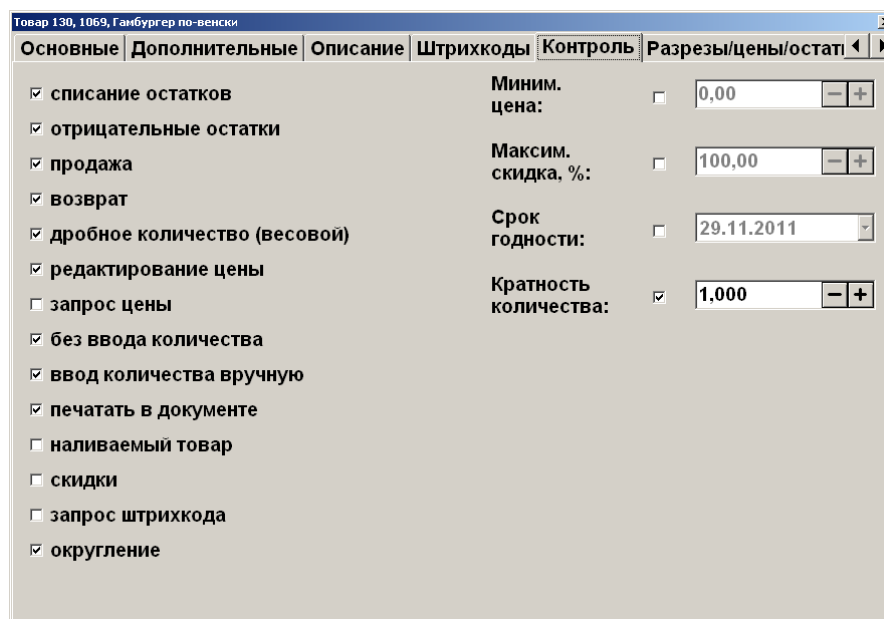 Товар 130, 1069, Гамбургер по-венски
Основные Дополнительные Описание Штрихкоды Контроль Разрезы/цены/остат
списание остатков
отрицательные остатки
продажа
возврат
дробное количество (весовой)
редактирование цены
запрос цены
без ввода количества
ввод количества вручную
печатать в документе
наливаемый товар
скидки
запрос штрихкода
округление
Миним.
цена:
0,00
Максим.
скидка, %:
100,00
Срок
годности:
29.11.2011
Кратность
количества:
1,000